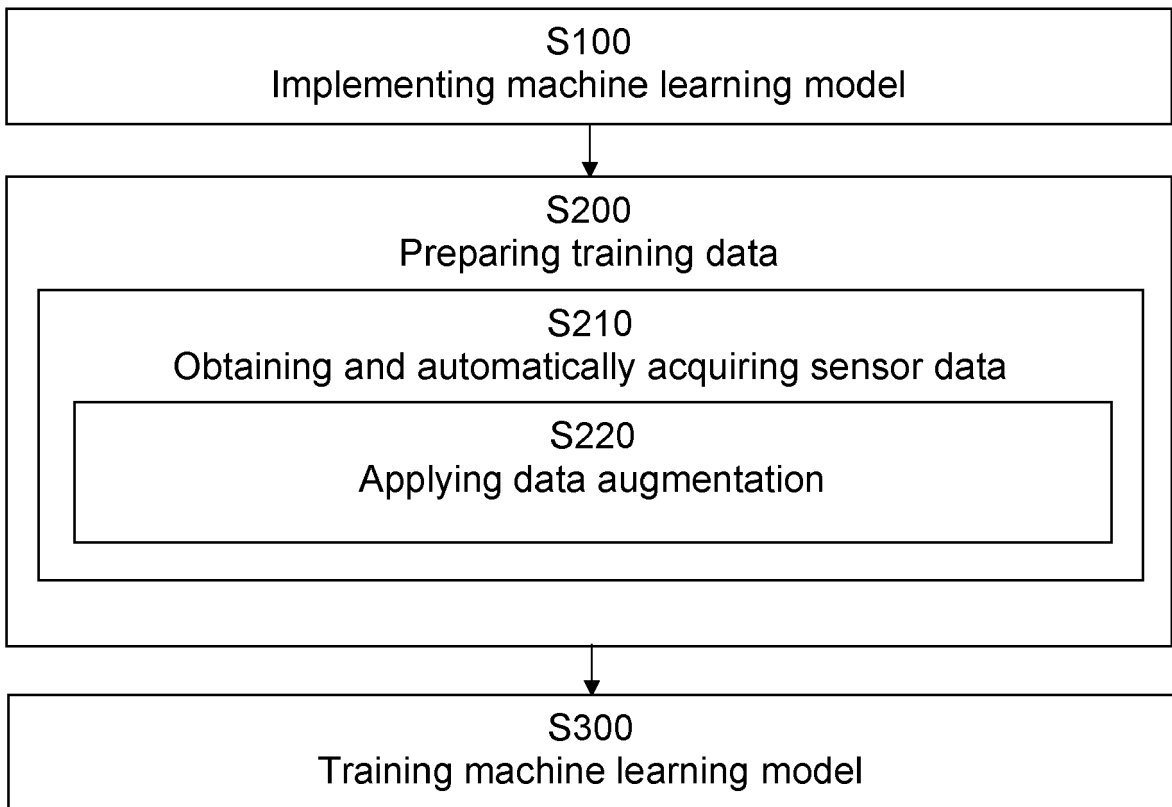 S100
Implementing machine learning model
S200
Preparing training data
S210
Obtaining and automatically acquiring sensor data
S220
Applying data augmentation
S300
Training machine learning model